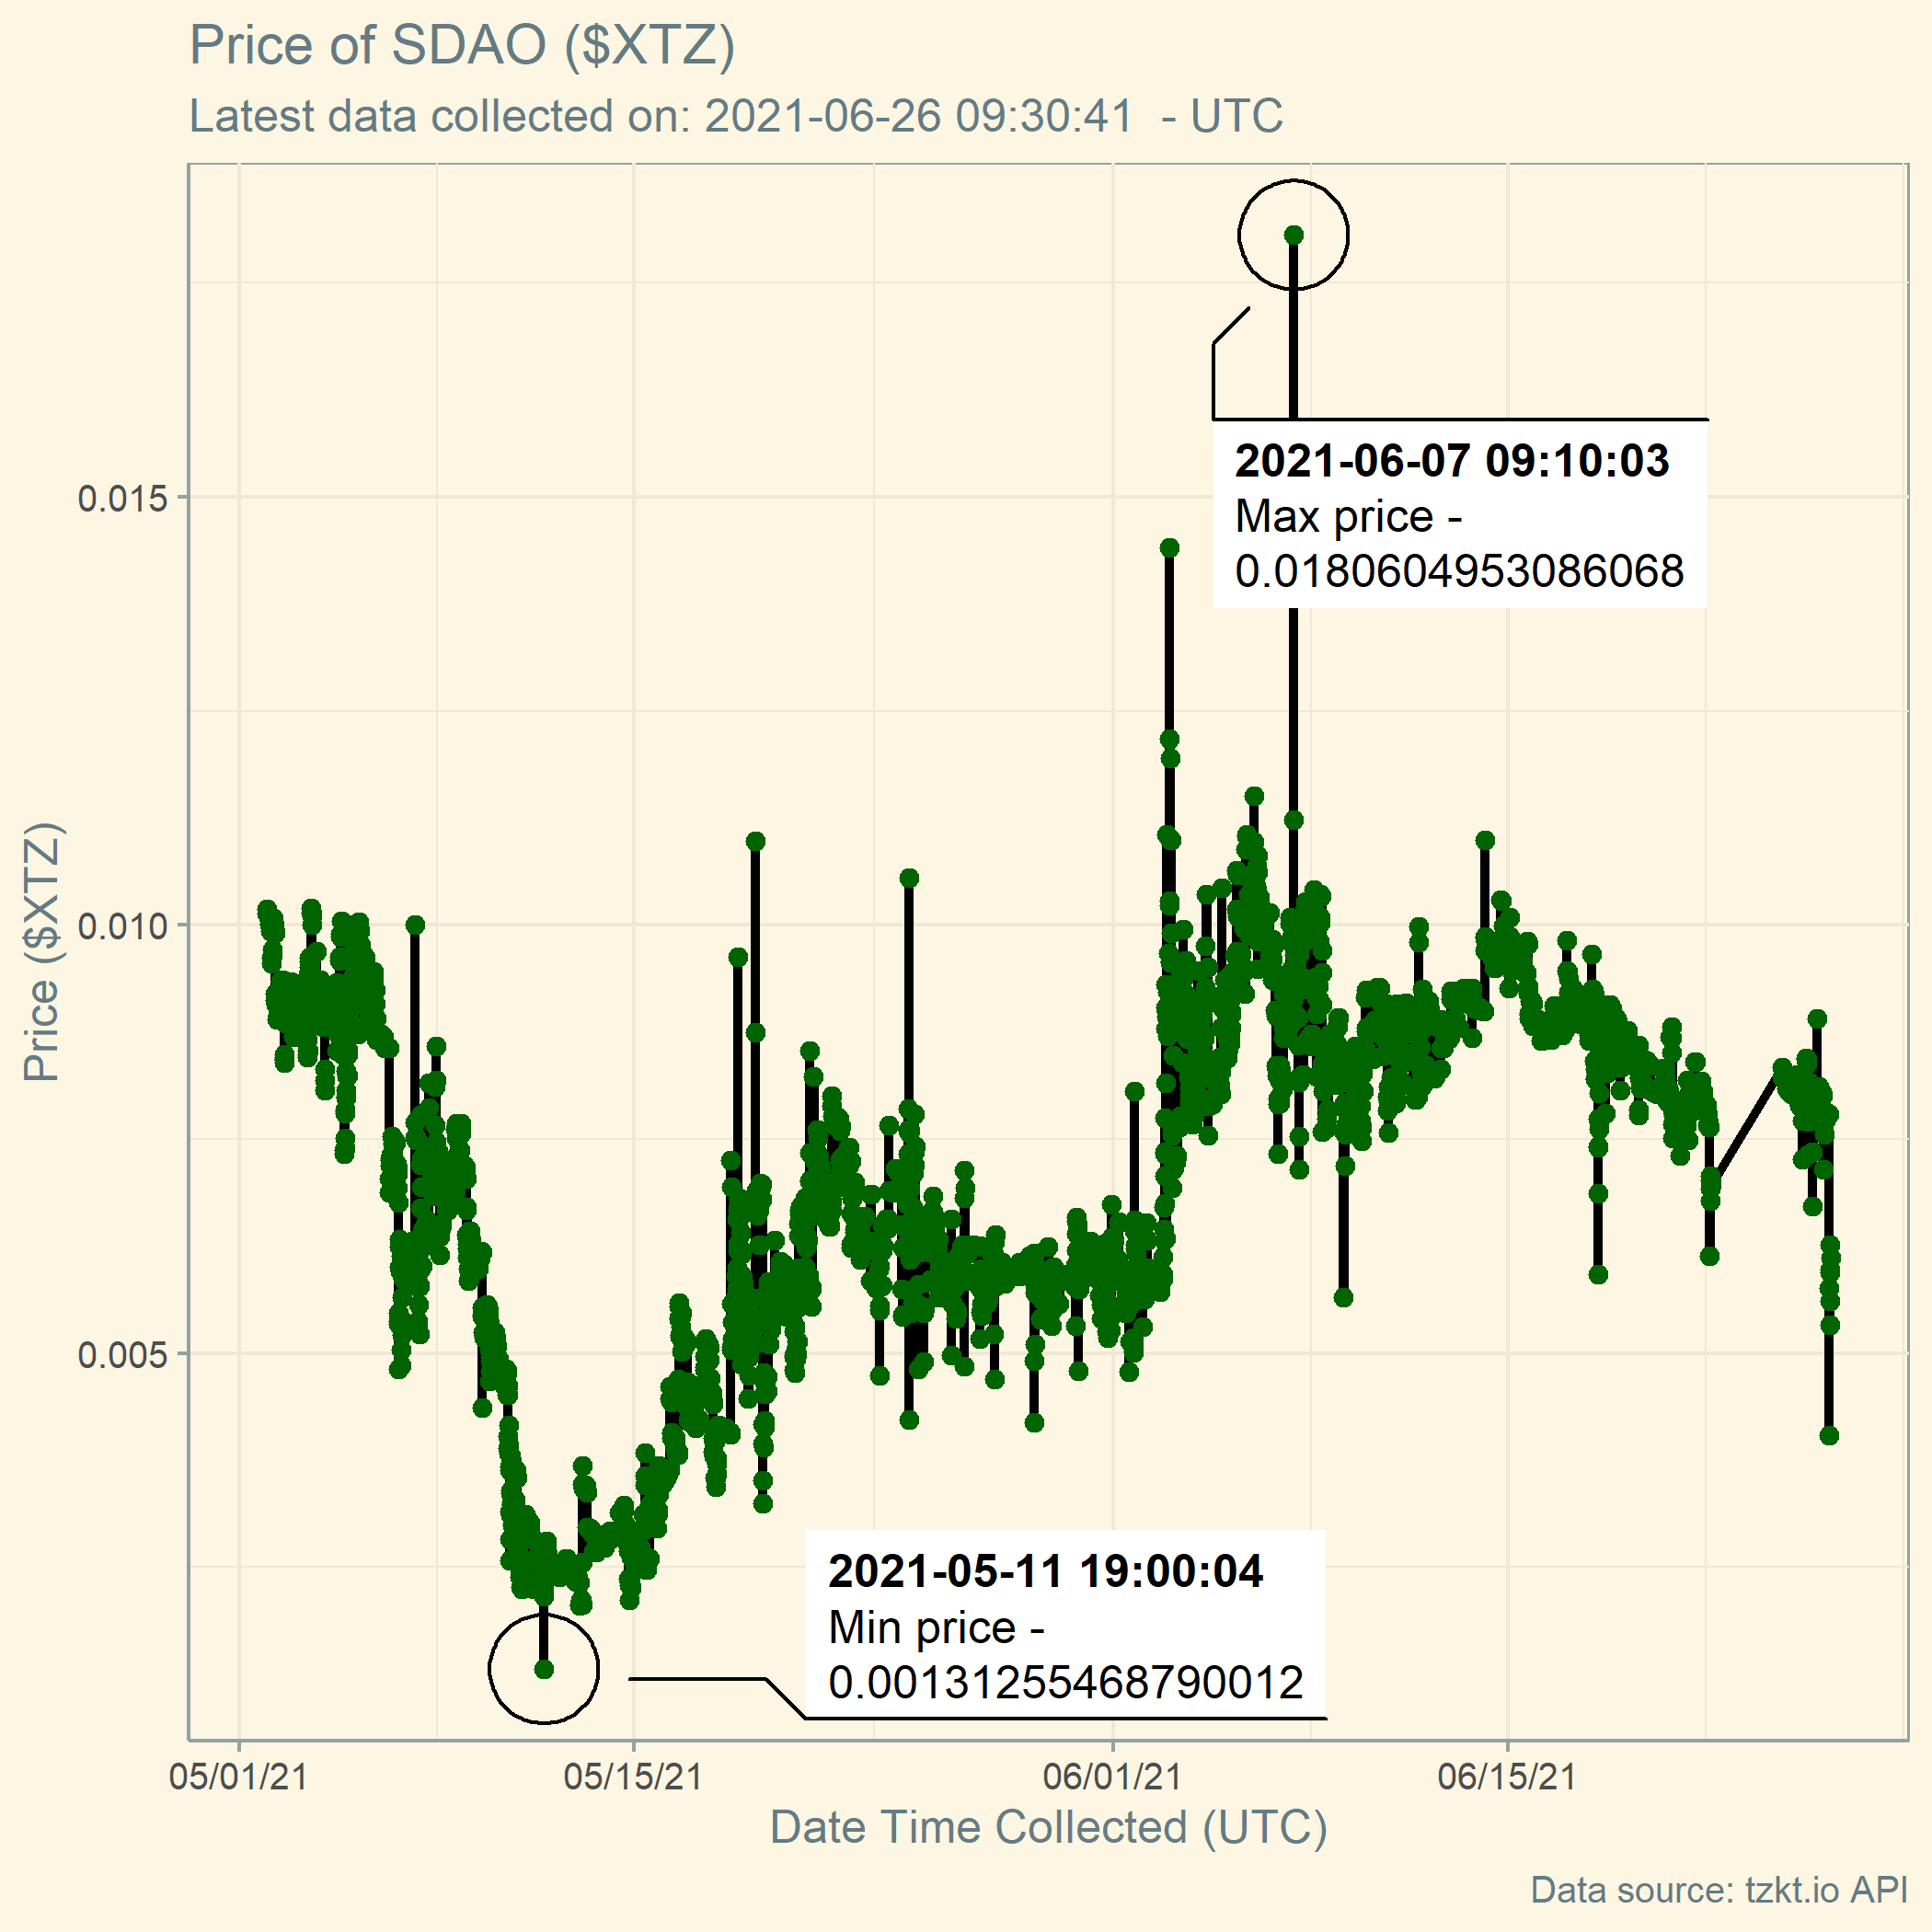 Price of SDAO ($XTZ)
Latest data collected on: 2021-06-26 09:30:41  - UTC
2021-06-07 09:10:03
Max price -
0.0180604953086068
0.015
0.010
0.005
Price ($XTZ)
2021-05-11 19:00:04
Min price -
0.00131255468790012
05/01/21
05/15/21
06/01/21
06/15/21
Date Time Collected (UTC)
Data source: tzkt.io API